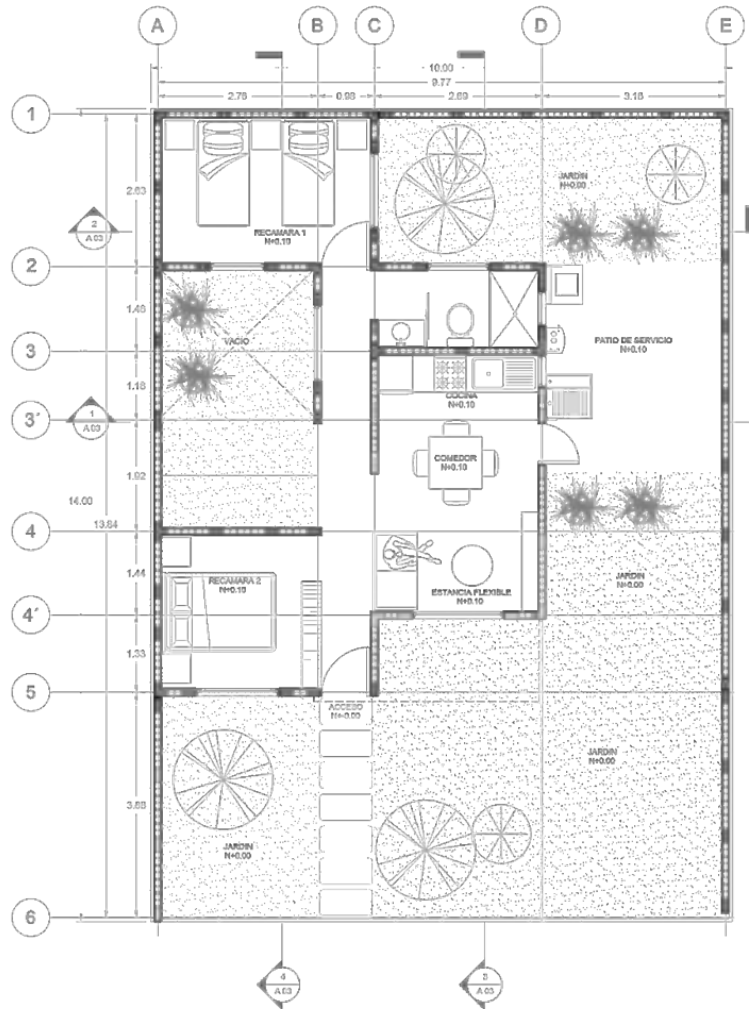 A B C D E
10.00
9.77
2.76 0.98 2.89 3.16
1
2.63
JARDIN
N+0.00
2
A 03
RECAMARA 1
N+0.10
2
1.48
VACIO
PATIO DE SERVICIO
N+0.10
3
1.18
COCINA
N+0.10
3´
1
A 03
COMEDOR
N+0.10
1.92
14.00
13.84
4
1.44
RECAMARA 2
N+0.10
ESTANCIA FLEXIBLE
N+0.10
JARDIN
N+0.00
4´
1.33
5
ACCESO
N+0.00
JARDIN
N+0.00
3.88
JARDIN
N+0.00
6
4
A 03
3
A 03